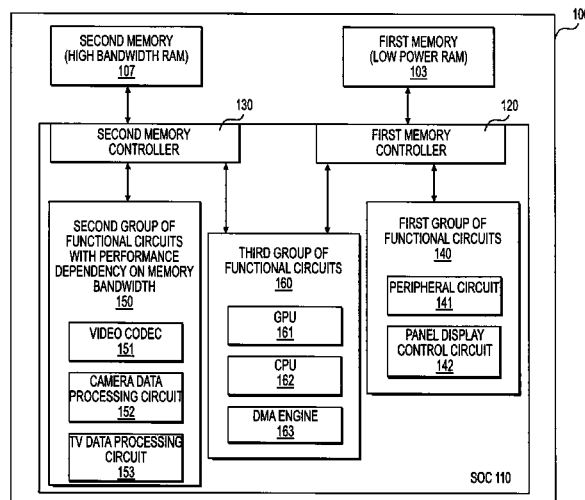 100
SECOND MEMORY
(HIGH BANDWIDTH RAM)
107
FIRST MEMORY
(LOW POWER RAM)
103
130
120
SECOND MEMORY
CONTROLLER
FIRST MEMORY
CONTROLLER
SECOND GROUP OF
FUNCTIONAL CIRCUITS
WITH PERFORMANCE
DEPENDENCY ON MEMORY
BANDWIDTH
150
VIDEO CODEC
151
CAMERA DATA
PROCESSING CIRCUIT
152
TV DATA PROCESSING
CIRCUIT
153
THIRD GROUP OF
FUNCTIONAL CIRCUITS
160
GPU
161
CPU
162
DMA ENGINE
163
FIRST GROUP OF
FUNCTIONAL CIRCUITS
140
PERIPHERAL CIRCUIT
141
PANEL DISPLAY
CONTROL CIRCUIT
142
SOC 110